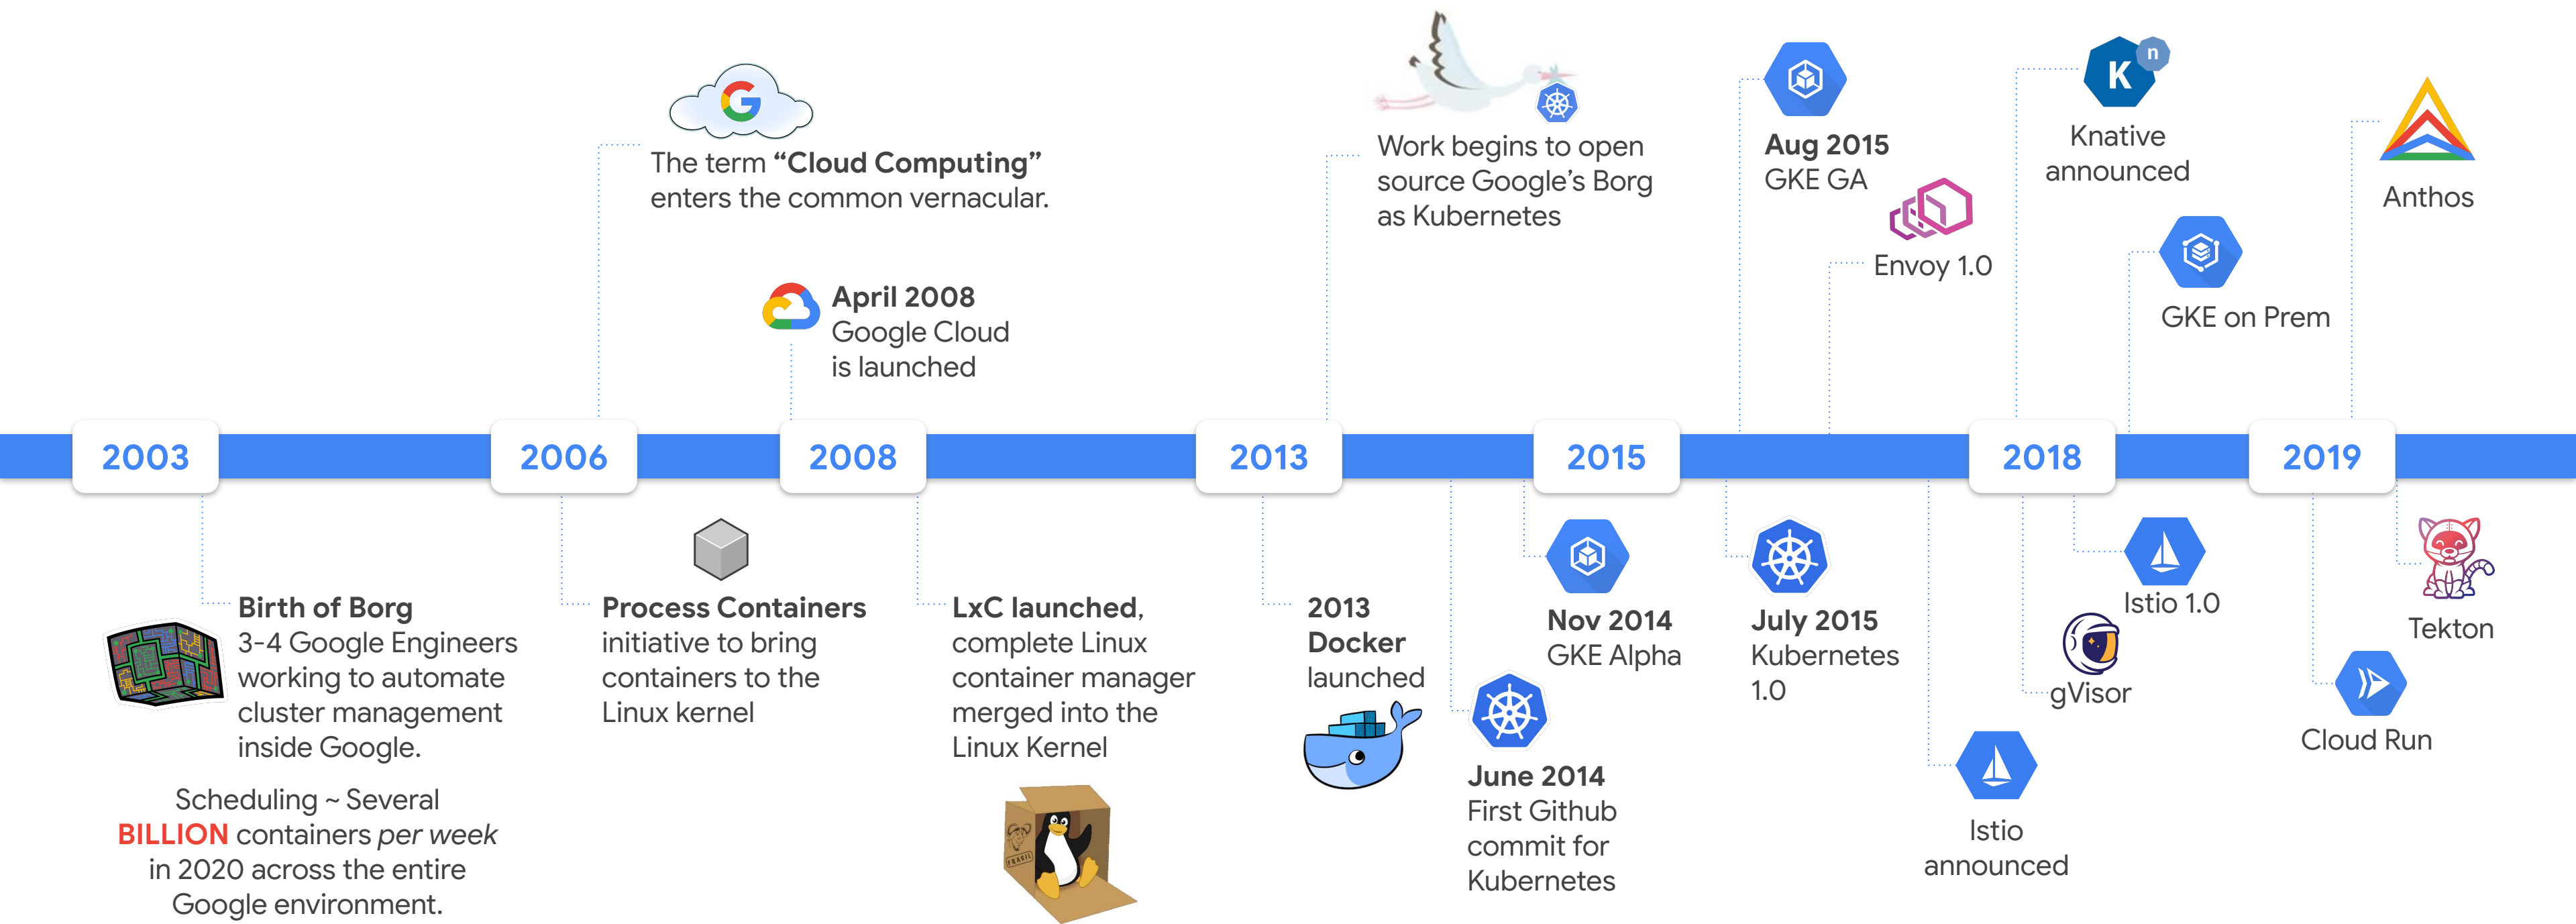 The term “Cloud Computing”
enters the common vernacular.
April 2008
Google Cloud
is launched
Work begins to open
source Google’s Borg
as Kubernetes
Aug 2015
GKE GA
Envoy 1.0
K
n
Knative
announced
GKE on Prem
Anthos
2003
2006
2008
2013
2015
2018
2019
Birth of Borg
3-4 Google Engineers
working to automate
cluster management
inside Google.
Scheduling ~ Several
BILLION containers per week
in 2020 across the entire
Google environment.
Process Containers
initiative to bring
containers to the
Linux kernel
LxC launched,
complete Linux
container manager
merged into the
Linux Kernel
FRAGIL
2013
Docker
launched
June 2014
First Github
commit for
Kubernetes
Nov 2014
GKE Alpha
July 2015
Kubernetes
1.0
Istio
announced
gVisor
Istio 1.0
Cloud Run
Tekton